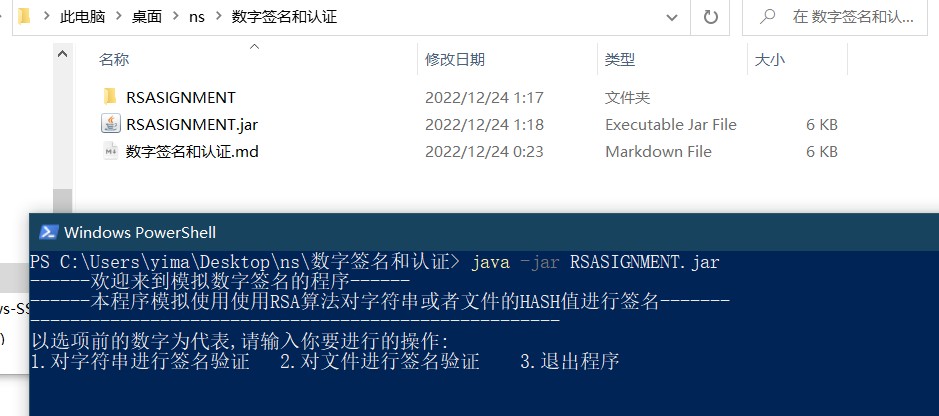 此电脑 > 桌面 > ns > 数字签名和认证
在 数字签名和认...
名称 修改日期 类型 大小
RSASIGNMENT 2022/12/24 1:17 文件夹
RSASIGNMENT.jar 2022/12/24 1:18 Executable Jar File 6 KB
数字签名和认证.md 2022/12/24 0:23 Markdown File 6 KB
Windows PowerShell
PS C:\Users\yima\Desktop\ns\数字签名和认证> java -jar RSASIGNMENT.jar
------欢迎来到模拟数字签名的程序------
------本程序模拟使用使用RSA算法对字符串或者文件的HASH值进行签名-------
-----------------------------------------------------
以选项前的数字为代表,请输入你要进行的操作:
1.对字符串进行签名验证 2.对文件进行签名验证 3.退出程序